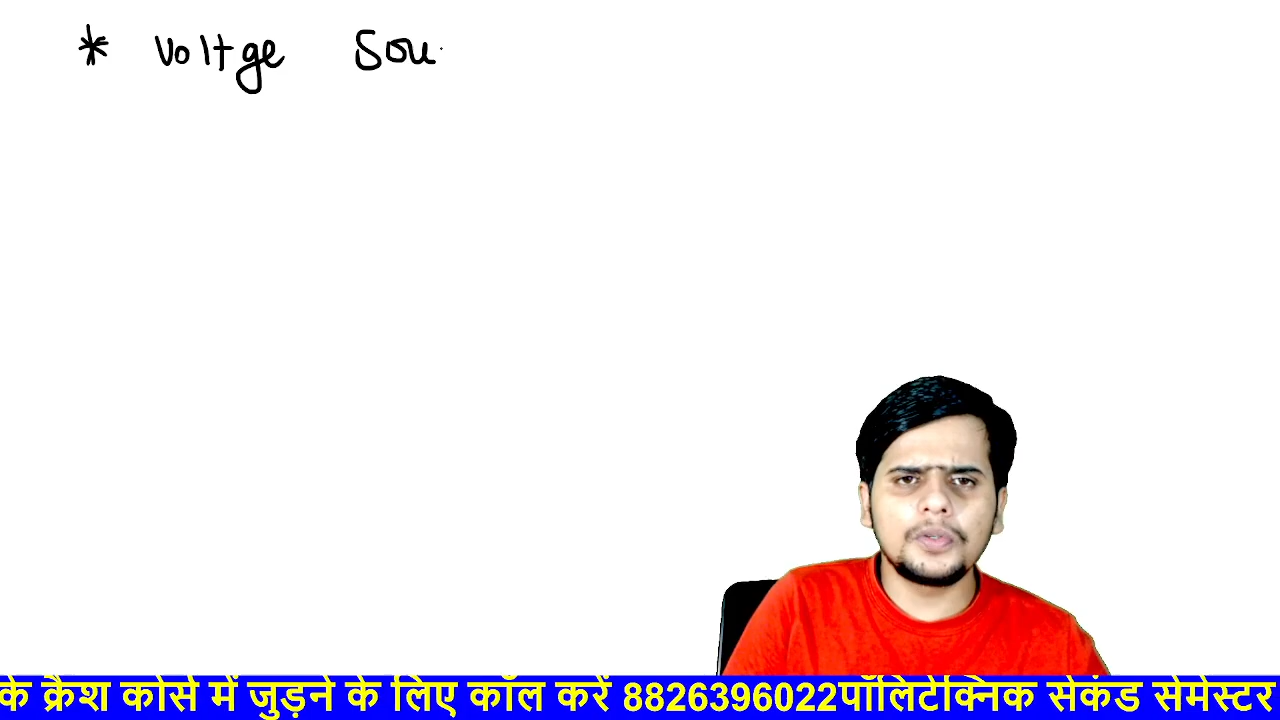 * Voltge Sou
के क्रैश कोर्स में जुड़ने के लिए कॉल करें 8826396022पॉलिटेक्निक सेकंड सेमेस्टर